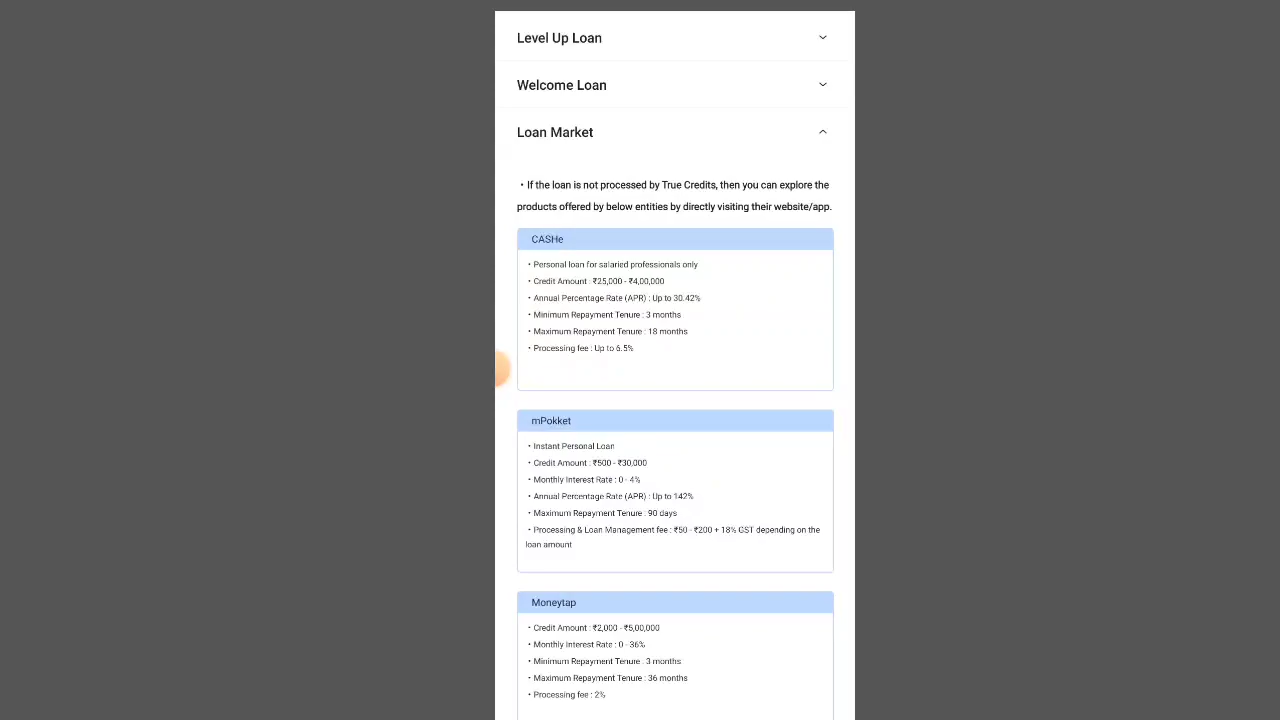 Level Up Loan
Welcome Loan
Loan Market
• If the loan is not processed by True Credits, then you can explore the
products offered by below entities by directly visiting their website/app.
CASHe
• Personal loan for salaried professionals only
• Credit Amount : ₹25,000 - ₹4,00,000
• Annual Percentage Rate (APR) : Up to 30.42%
• Minimum Repayment Tenure : 3 months
• Maximum Repayment Tenure : 18 months
• Processing fee : Up to 6.5%
mPokket
• Instant Personal Loan
• Credit Amount : ₹500 - ₹30,000
• Monthly Interest Rate : 0 - 4%
• Annual Percentage Rate (APR) : Up to 142%
• Maximum Repayment Tenure : 90 days
• Processing & Loan Management fee : ₹50 - ₹200 + 18% GST depending on the
loan amount
Moneytap
• Credit Amount : ₹2,000 - ₹5,00,000
• Monthly Interest Rate : 0 - 36%
• Minimum Repayment Tenure : 3 months
• Maximum Repayment Tenure : 36 months
• Processing fee : 2%